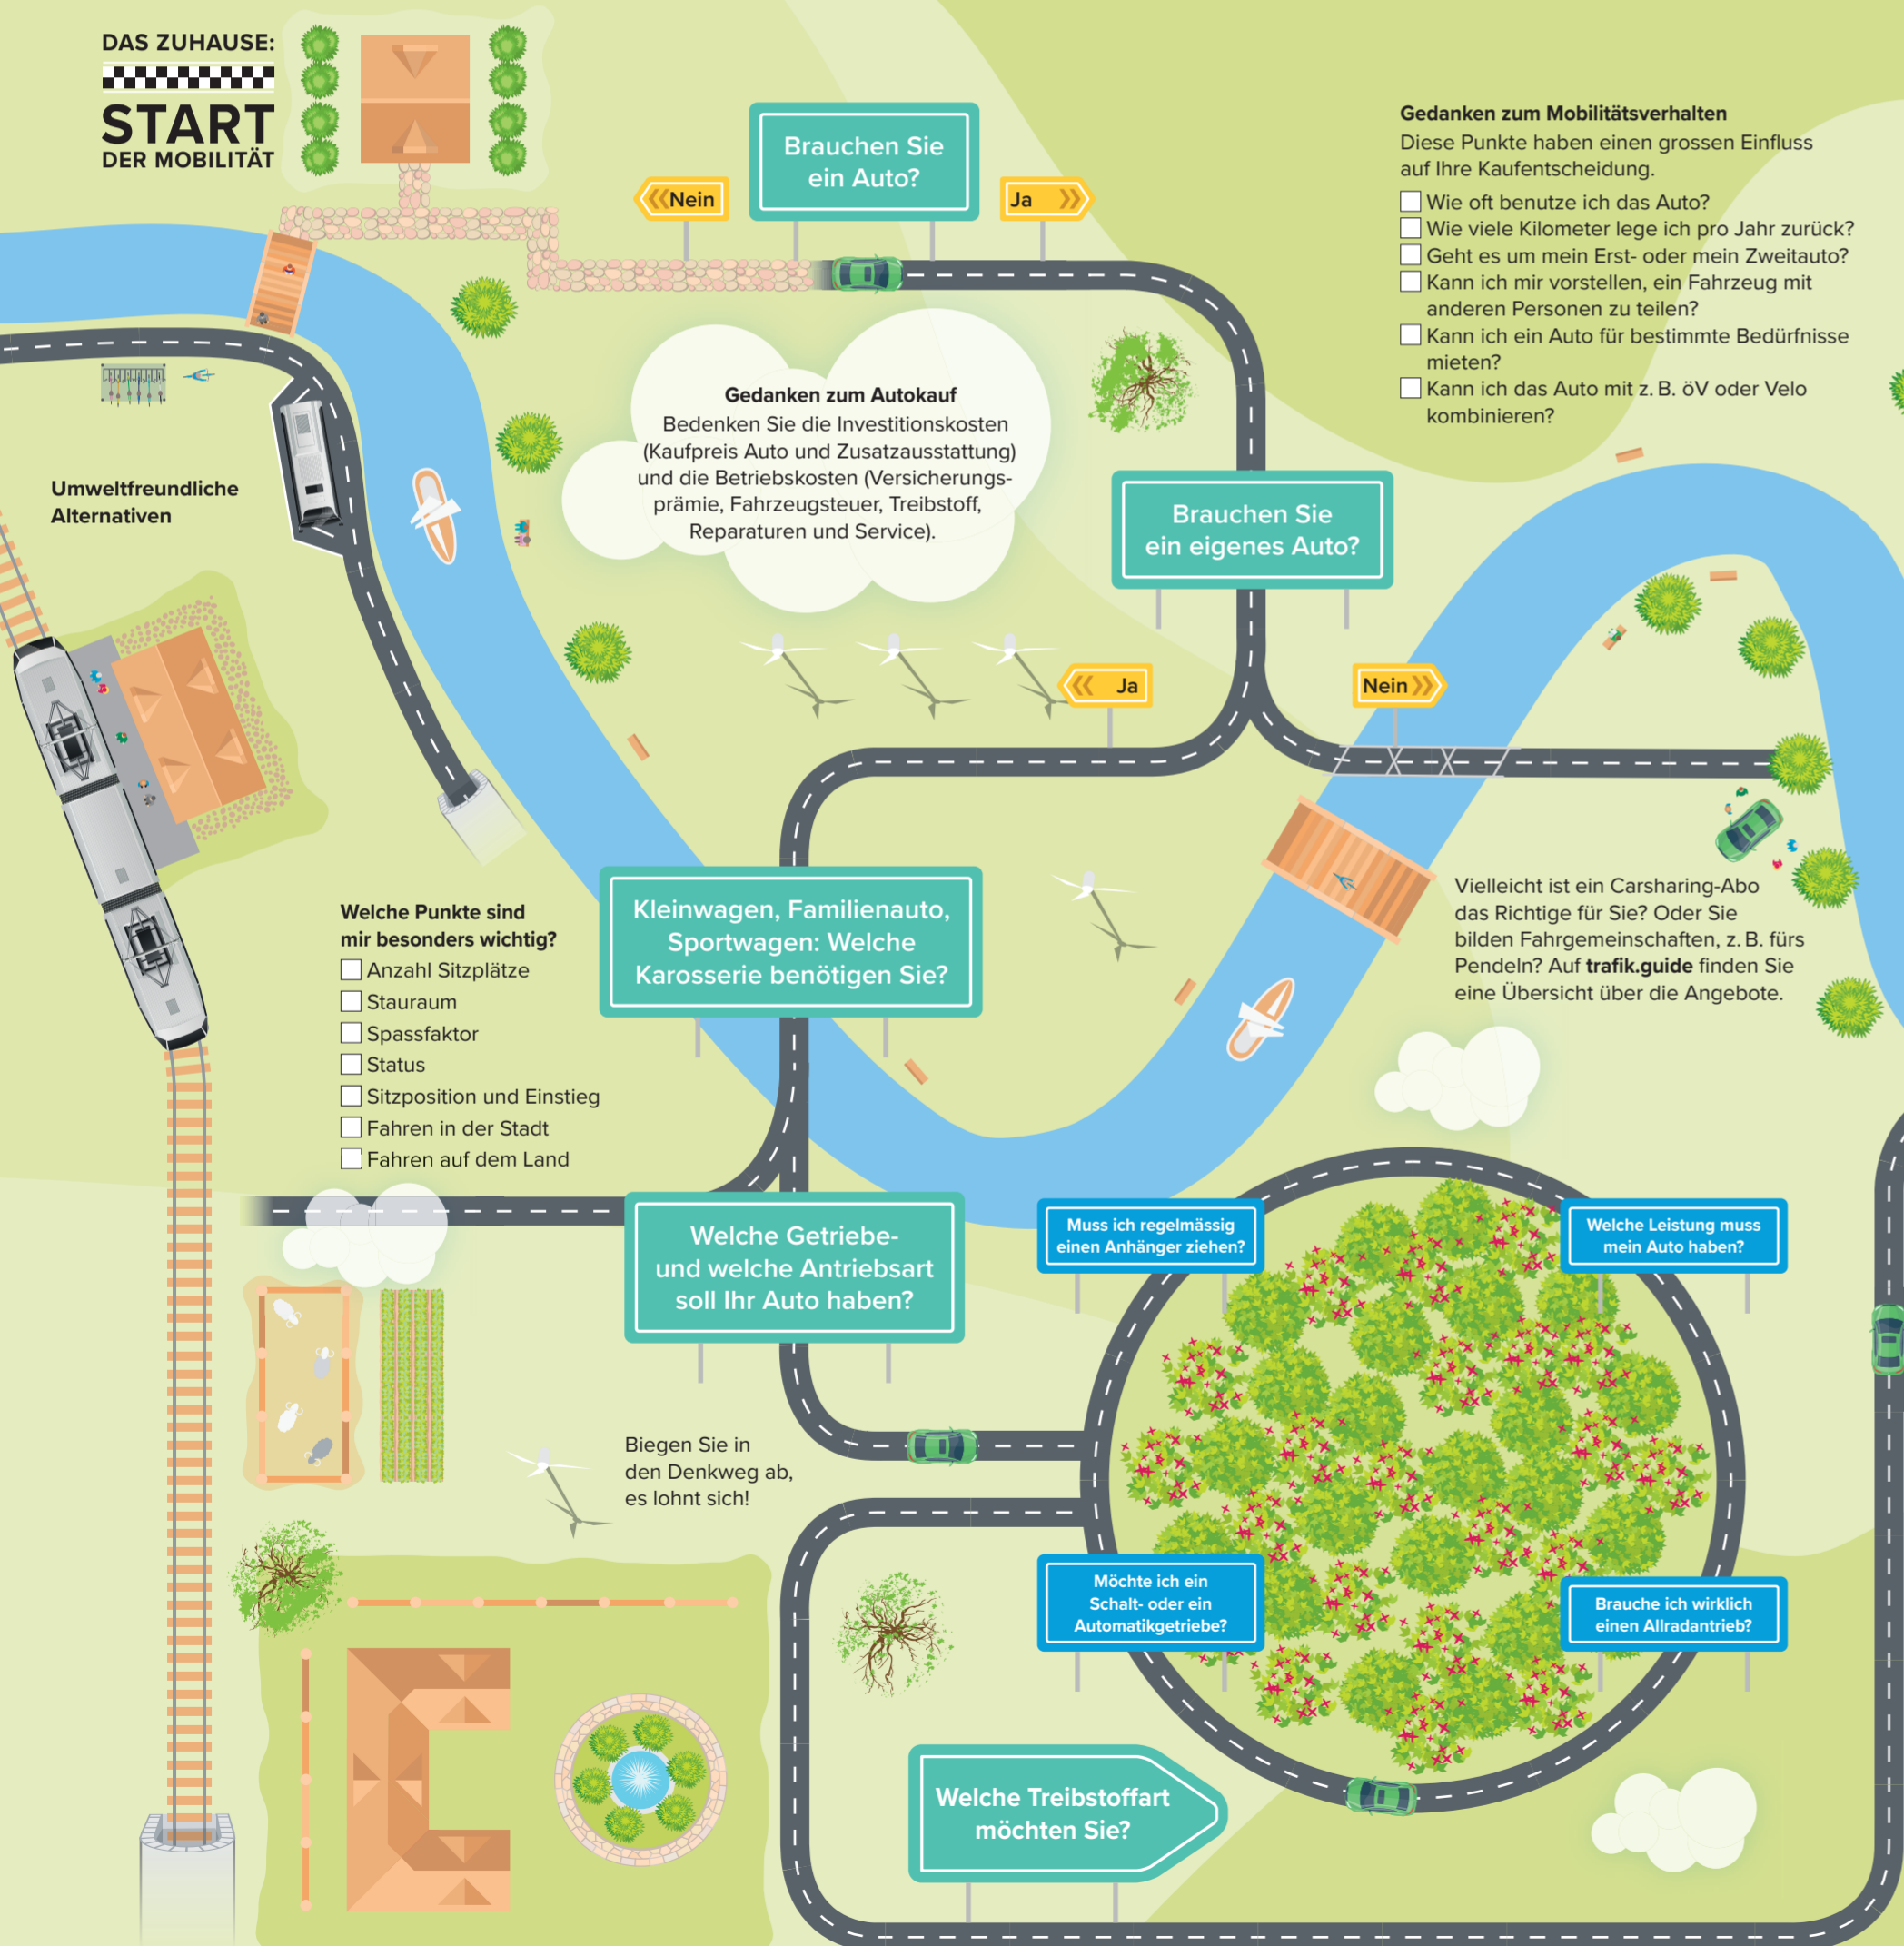 DAS ZUHAUSE:
START
DER MOBILITÄT
Brauchen Sie
ein Auto?
Nein
Ja
Gedanken zum Mobilitätsverhalten
Diese Punkte haben einen grossen Einfluss
auf Ihre Kaufentscheidung.
Wie oft benutze ich das Auto?
Wie viele Kilometer lege ich pro Jahr zurück?
Geht es um mein Erst- oder mein Zweitauto?
Kann ich mir vorstellen, ein Fahrzeug mit
anderen Personen zu teilen?
Kann ich ein Auto für bestimmte Bedürfnisse
mieten?
Kann ich das Auto mit z. B. öV oder Velo
kombinieren?
Gedanken zum Autokauf
Bedenken Sie die Investitionskosten
(Kaufpreis Auto und Zusatzausstattung)
und die Betriebskosten (Versicherungs-
prämie, Fahrzeugsteuer, Treibstoff,
Reparaturen und Service).
Umweltfreundliche
Alternativen
Brauchen Sie
ein eigenes Auto?
Ja
Nein
Vielleicht ist ein Carsharing-Abo
das Richtige für Sie? Oder Sie
bilden Fahrgemeinschaften, z. B. fürs
Pendeln? Auf trafik.guide finden Sie
eine Übersicht über die Angebote.
Kleinwagen, Familienauto,
Sportwagen: Welche
Karosserie benötigen Sie?
Welche Punkte sind
mir besonders wichtig?
Anzahl Sitzplätze
Stauraum
Spassfaktor
Status
Sitzposition und Einstieg
Fahren in der Stadt
Fahren auf dem Land
Welche Getriebe-
und welche Antriebsart
soll Ihr Auto haben?
Muss ich regelmässig
einen Anhänger ziehen?
Welche Leistung muss
mein Auto haben?
Biegen Sie in
den Denkweg ab,
es lohnt sich!
Möchte ich ein
Schalt- oder ein
Automatikgetriebe?
Brauche ich wirklich
einen Allradantrieb?
Welche Treibstoffart
möchten Sie?